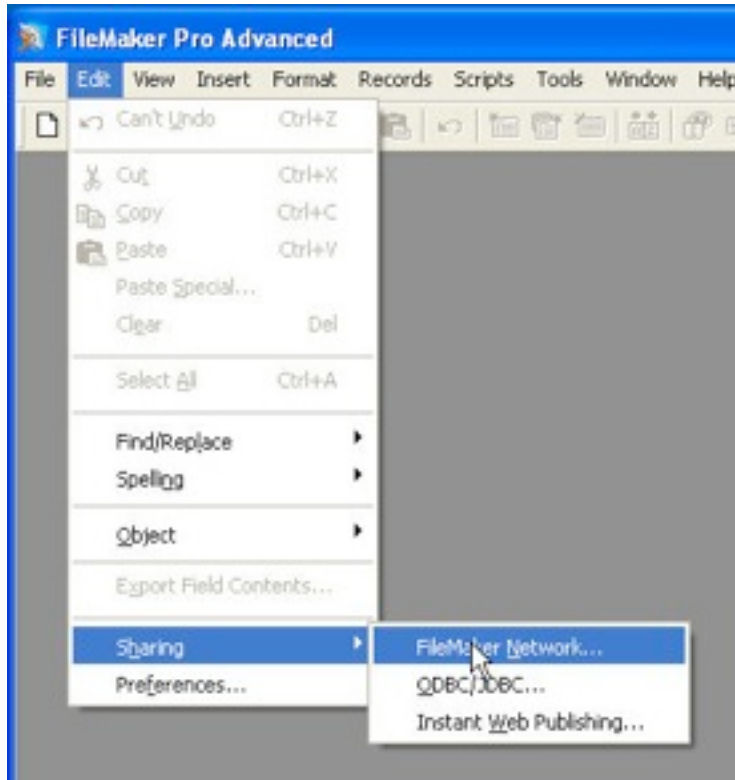 FileMaker Pro Advanced
File Edit View Insert Format Records Scripts Tools Window Help
Can't Undo Ctrl+Z
Cut Ctrl+X
Copy Ctrl+C
Paste Ctrl+V
Paste Special...
Clear Del
Select All Ctrl+A
Find/Replace
Spelling
Object
Export Field Contents...
Sharing FileMaker Network...
Preferences... ODBC/JDBC...
Instant Web Publishing...